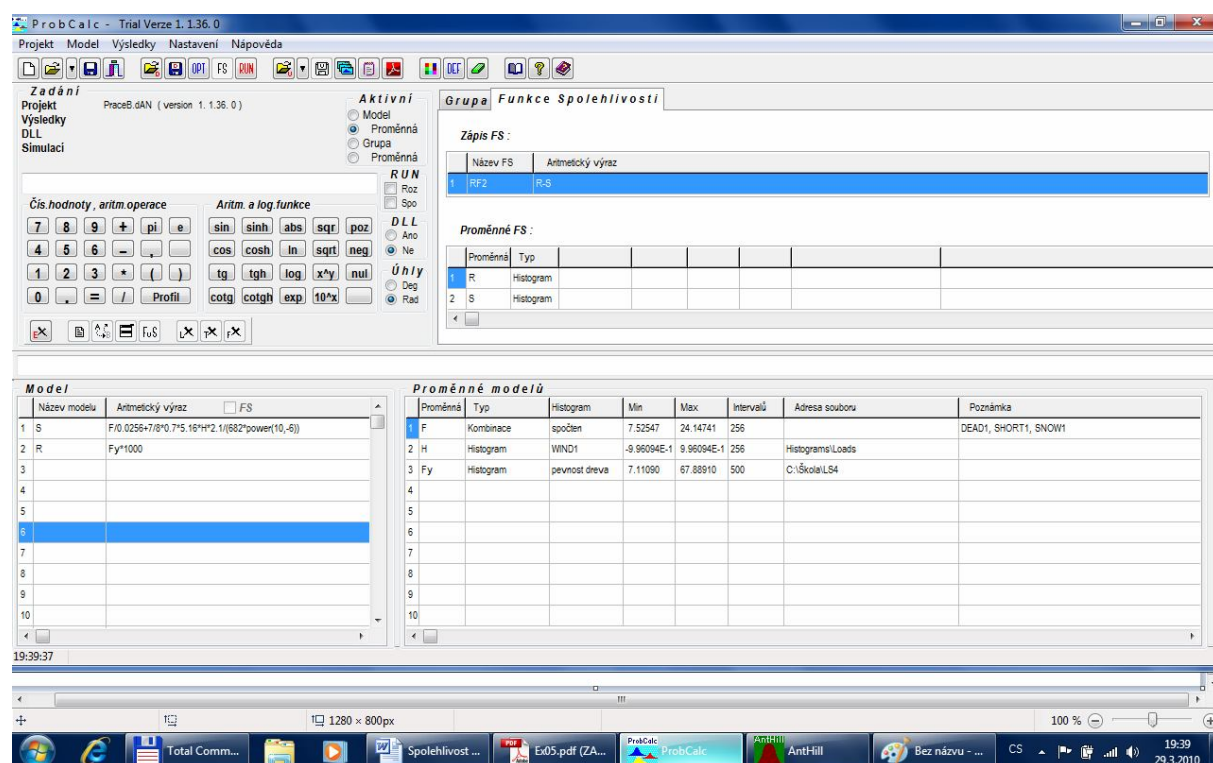 ProbCalc - Trial Verze 1.1.36.0
Projekt Model Výsledky Nastavení Nápověda
OPT FS RUN DEF
Zadání
Projekt PraceB.dAN ( version 1.1.36.0 )
Výsledky
DLL
Simulaci
Aktivní
Model
Proměnná
Grupa
Proměnná
RUN
Roz
Spo
DLL
Ano
Ne
Úhly
Deg
Rad
Čís.hodnoty , aritm.operace
7 8 9 + pi e
4 5 6 - ,
1 2 3 * ( )
0 . = / Profil
Aritm. a log.funkce
sin sinh abs sqr poz
cos cosh ln sqrt neg
tg tgh log x^y nul
cotg cotgh exp 10^x
Grupa Funkce Spolehlivosti
Zápis FS :
Název FS Aritmetický výraz
1 RF2 R-S
Proměnné FS :
Proměnná Typ
1 R Histogram
2 S Histogram
Model
Název modelu Aritmetický výraz FS
1 S F/0.0256+7/8*0.7*5.16*H*2.1/(682*power(10,-6))
2 R Fy*1000
3
4
5
6
7
8
9
10
Proměnné modelů
Proměnná Typ Histogram Min Max Intervalů Adresa souboru Poznámka
1 F Kombinace spočten 7.52547 24.14741 256 DEAD1, SHORT1, SNOW1
2 H Histogram WIND1 -9.96094E-1 9.96094E-1 256 Histograms\Loads
3 Fy Histogram pevnost dreva 7.11090 67.88910 500 C:\Škola\LS4
4
5
6
7
8
9
10
19:39:37
1280 × 800px
100 %
Total Comm...
Spolehlivost ...
Ex05.pdf (ZA...
ProbCalc
AntHill
Bez názvu - ...
CS
19:39
29.3.2010